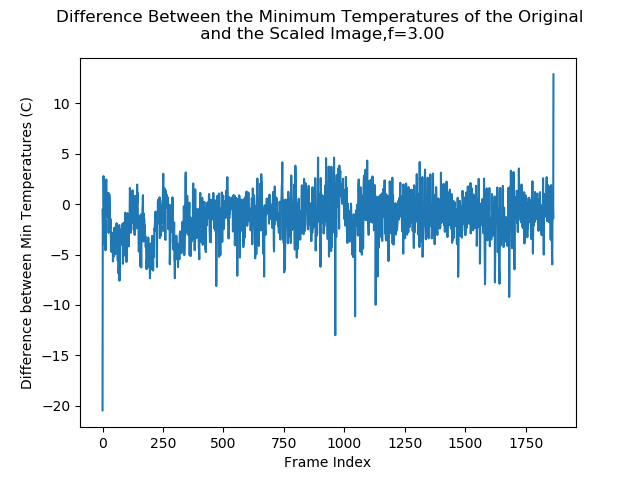 Difference Between the Minimum Temperatures of the Original
and the Scaled Image,f=3.00
Difference between Min Temperatures (C)
10
5
0
−5
−10
−15
−20
0 250 500 750 1000 1250 1500 1750
Frame Index